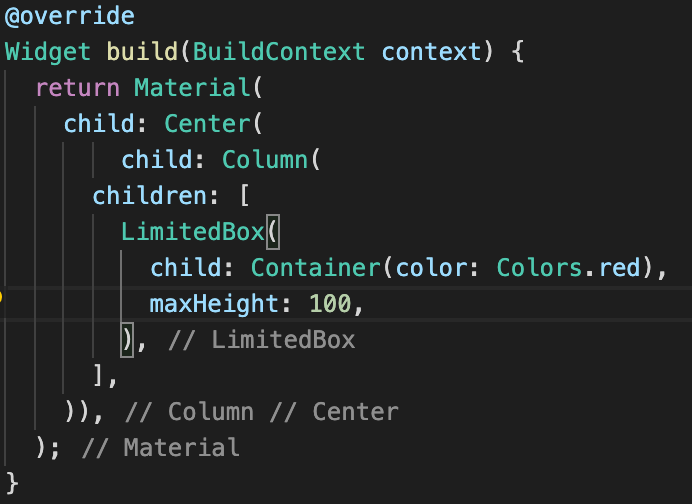 @override
Widget build(BuildContext context) {
  return Material(
    child: Center(
        child: Column(
      children: [
        LimitedBox(
          child: Container(color: Colors.red),
          maxHeight: 100,
        ), // LimitedBox
      ],
    )), // Column // Center
  ); // Material
}